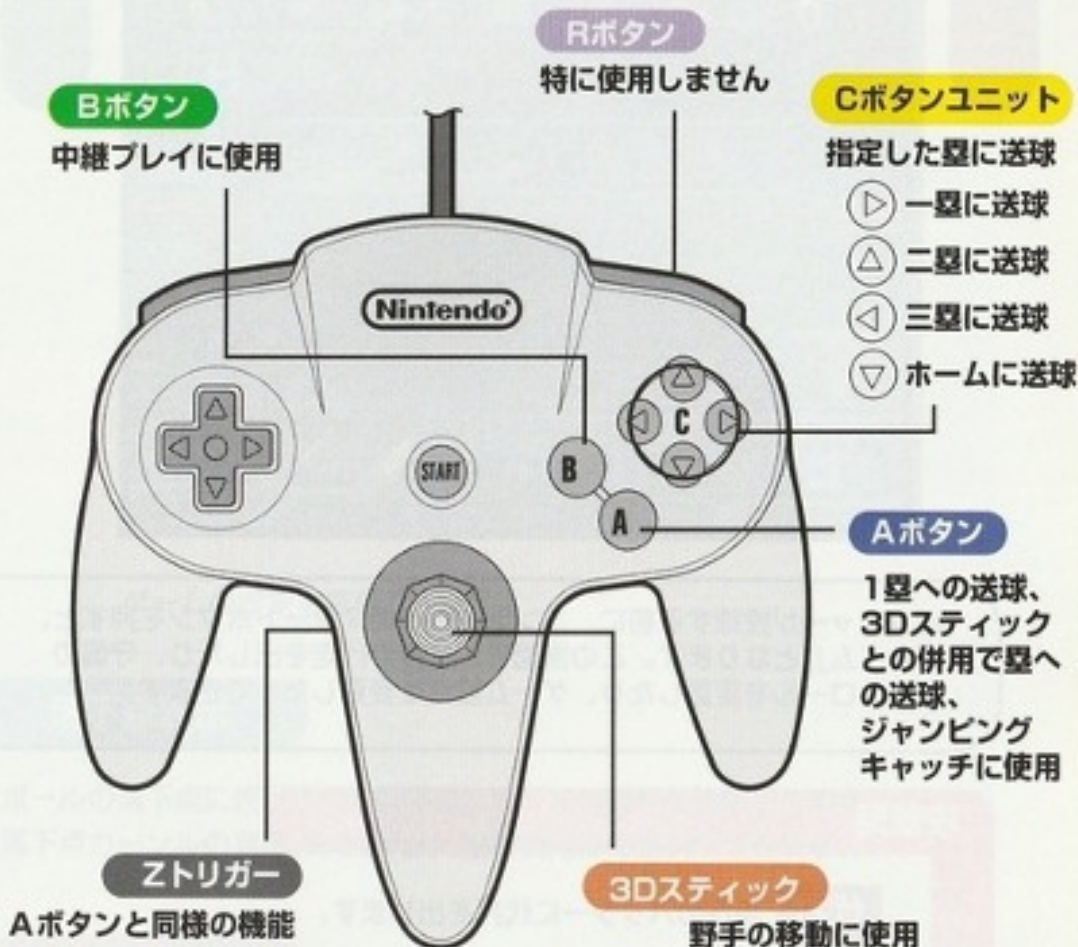 Rボタン
特に使用しません
Bボタン
中継プレイに使用
Cボタンユニット
指定した塁に送球
▷ 一塁に送球
△ 二塁に送球
◁ 三塁に送球
▽ ホームに送球
Nintendo
START
B
A
C
Aボタン
1塁への送球、
3Dスティック
との併用で塁へ
の送球、
ジャンピング
キャッチに使用
Zトリガー
Aボタンと同様の機能
3Dスティック
野手の移動に使用